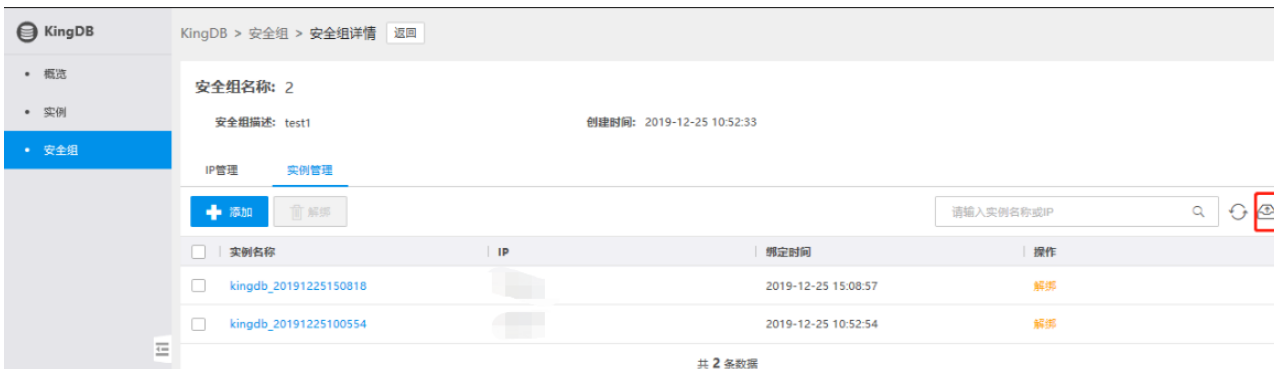 KingDB
KingDB > 安全组 > 安全组详情 返回
概览
实例
安全组
安全组名称: 2
安全组描述: test1 创建时间: 2019-12-25 10:52:33
IP管理 实例管理
添加 解绑 请输入实例名称或IP
实例名称 IP 绑定时间 操作
kingdb_20191225150818 2019-12-25 15:08:57 解绑
kingdb_20191225100554 2019-12-25 10:52:54 解绑
共 2 条数据